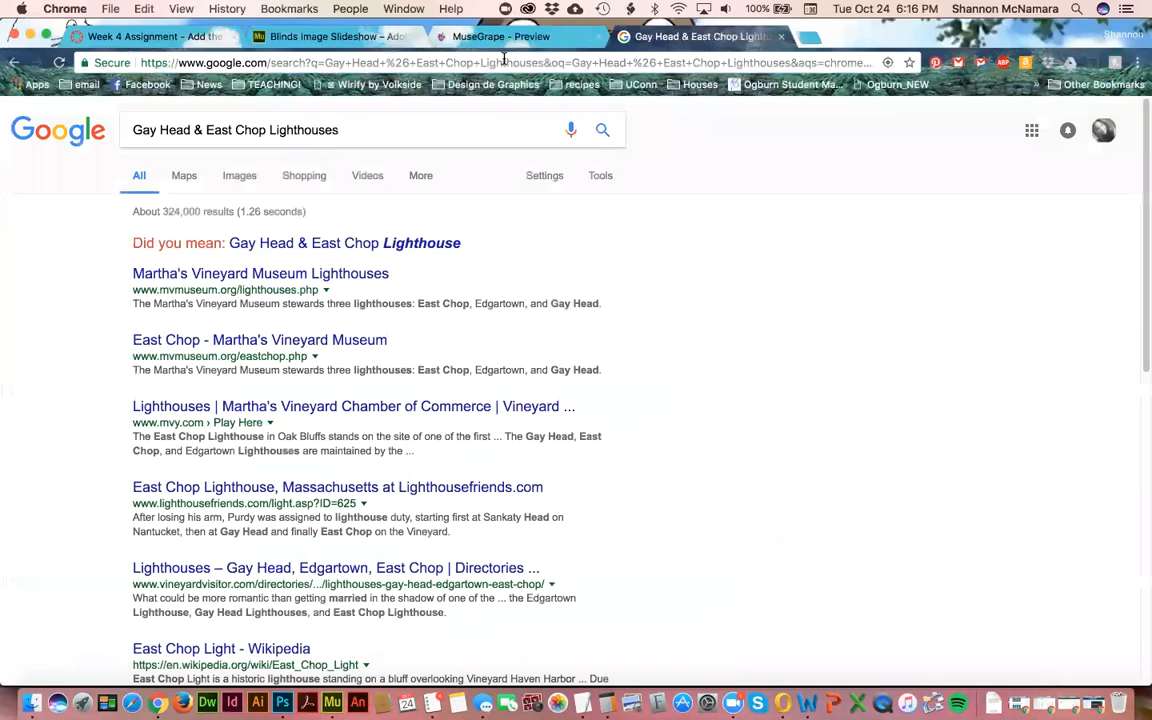 Chrome File Edit View History Bookmarks People Window Help 100% Tue Oct 24 6:16 PM Shannon McNamara
Week 4 Assignment - Add the Blinds Image Slideshow – Adob MuseGrape - Preview Gay Head & East Chop Lighth Shannon
Secure https://www.google.com/search?q=Gay+Head+%26+East+Chop+Lighthouses&oq=Gay+Head+%26+East+Chop+Lighthouses&aqs=chrome...
Apps email Facebook News TEACHING! Wirify by Volkside Design de Graphics recipes UConn Houses Ogburn Student Ma... Ogburn_NEW » Other Bookmarks
Google Gay Head & East Chop Lighthouses
All Maps Images Shopping Videos More Settings Tools
About 324,000 results (1.26 seconds)
Did you mean: Gay Head & East Chop Lighthouse
Martha's Vineyard Museum Lighthouses
www.mvmuseum.org/lighthouses.php
The Martha's Vineyard Museum stewards three lighthouses: East Chop, Edgartown, and Gay Head.
East Chop - Martha's Vineyard Museum
www.mvmuseum.org/eastchop.php
The Martha's Vineyard Museum stewards three lighthouses: East Chop, Edgartown, and Gay Head.
Lighthouses | Martha's Vineyard Chamber of Commerce | Vineyard ...
www.mvy.com › Play Here
The East Chop Lighthouse in Oak Bluffs stands on the site of one of the first ... The Gay Head, East
Chop, and Edgartown Lighthouses are maintained by the ...
East Chop Lighthouse, Massachusetts at Lighthousefriends.com
www.lighthousefriends.com/light.asp?ID=625
After losing his arm, Purdy was assigned to lighthouse duty, starting first at Sankaty Head on
Nantucket, then at Gay Head and finally East Chop on the Vineyard.
Lighthouses – Gay Head, Edgartown, East Chop | Directories ...
www.vineyardvisitor.com/directories/.../lighthouses-gay-head-edgartown-east-chop/
What could be more romantic than getting married in the shadow of one of the ... the Edgartown
Lighthouse, Gay Head Lighthouses, and East Chop Lighthouse.
East Chop Light - Wikipedia
https://en.wikipedia.org/wiki/East_Chop_Light
East Chop Light is a historic lighthouse standing on a bluff overlooking Vineyard Haven Harbor ... Due
Dw Id Ai Ps Mu An 24